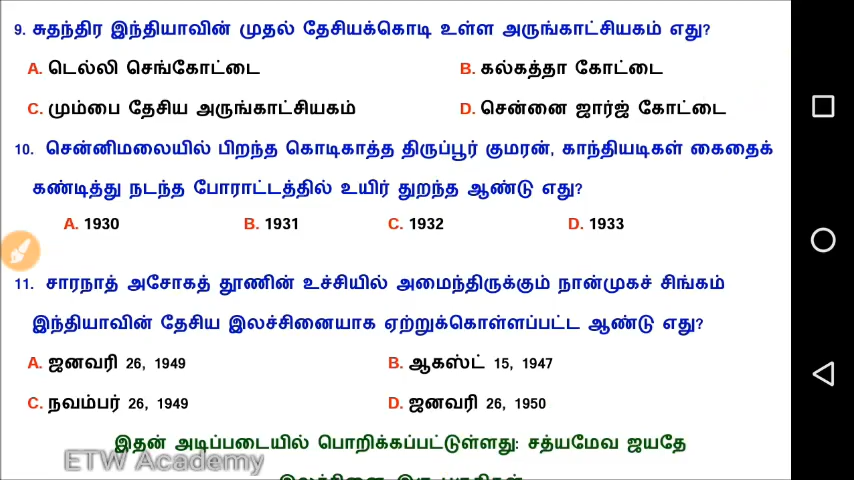 9. சுதந்திர இந்தியாவின் முதல் தேசியக்கொடி உள்ள அருங்காட்சியகம் எது?
A. டெல்லி செங்கோட்டை B. கல்கத்தா கோட்டை
C. மும்பை தேசிய அருங்காட்சியகம் D. சென்னை ஜார்ஜ் கோட்டை
10. சென்னிமலையில் பிறந்த கொடிகாத்த திருப்பூர் குமரன், காந்தியடிகள் கைதைக்
கண்டித்து நடந்த போராட்டத்தில் உயிர் துறந்த ஆண்டு எது?
A. 1930 B. 1931 C. 1932 D. 1933
11. சாரநாத் அசோகத் தூணின் உச்சியில் அமைந்திருக்கும் நான்முகச் சிங்கம்
இந்தியாவின் தேசிய இலச்சினையாக ஏற்றுக்கொள்ளப்பட்ட ஆண்டு எது?
A. ஜனவரி 26, 1949 B. ஆகஸ்ட் 15, 1947
C. நவம்பர் 26, 1949 D. ஜனவரி 26, 1950
இதன் அடிப்படையில் பொறிக்கப்பட்டுள்ளது: சத்யமேவ ஜயதே
ETW Academy